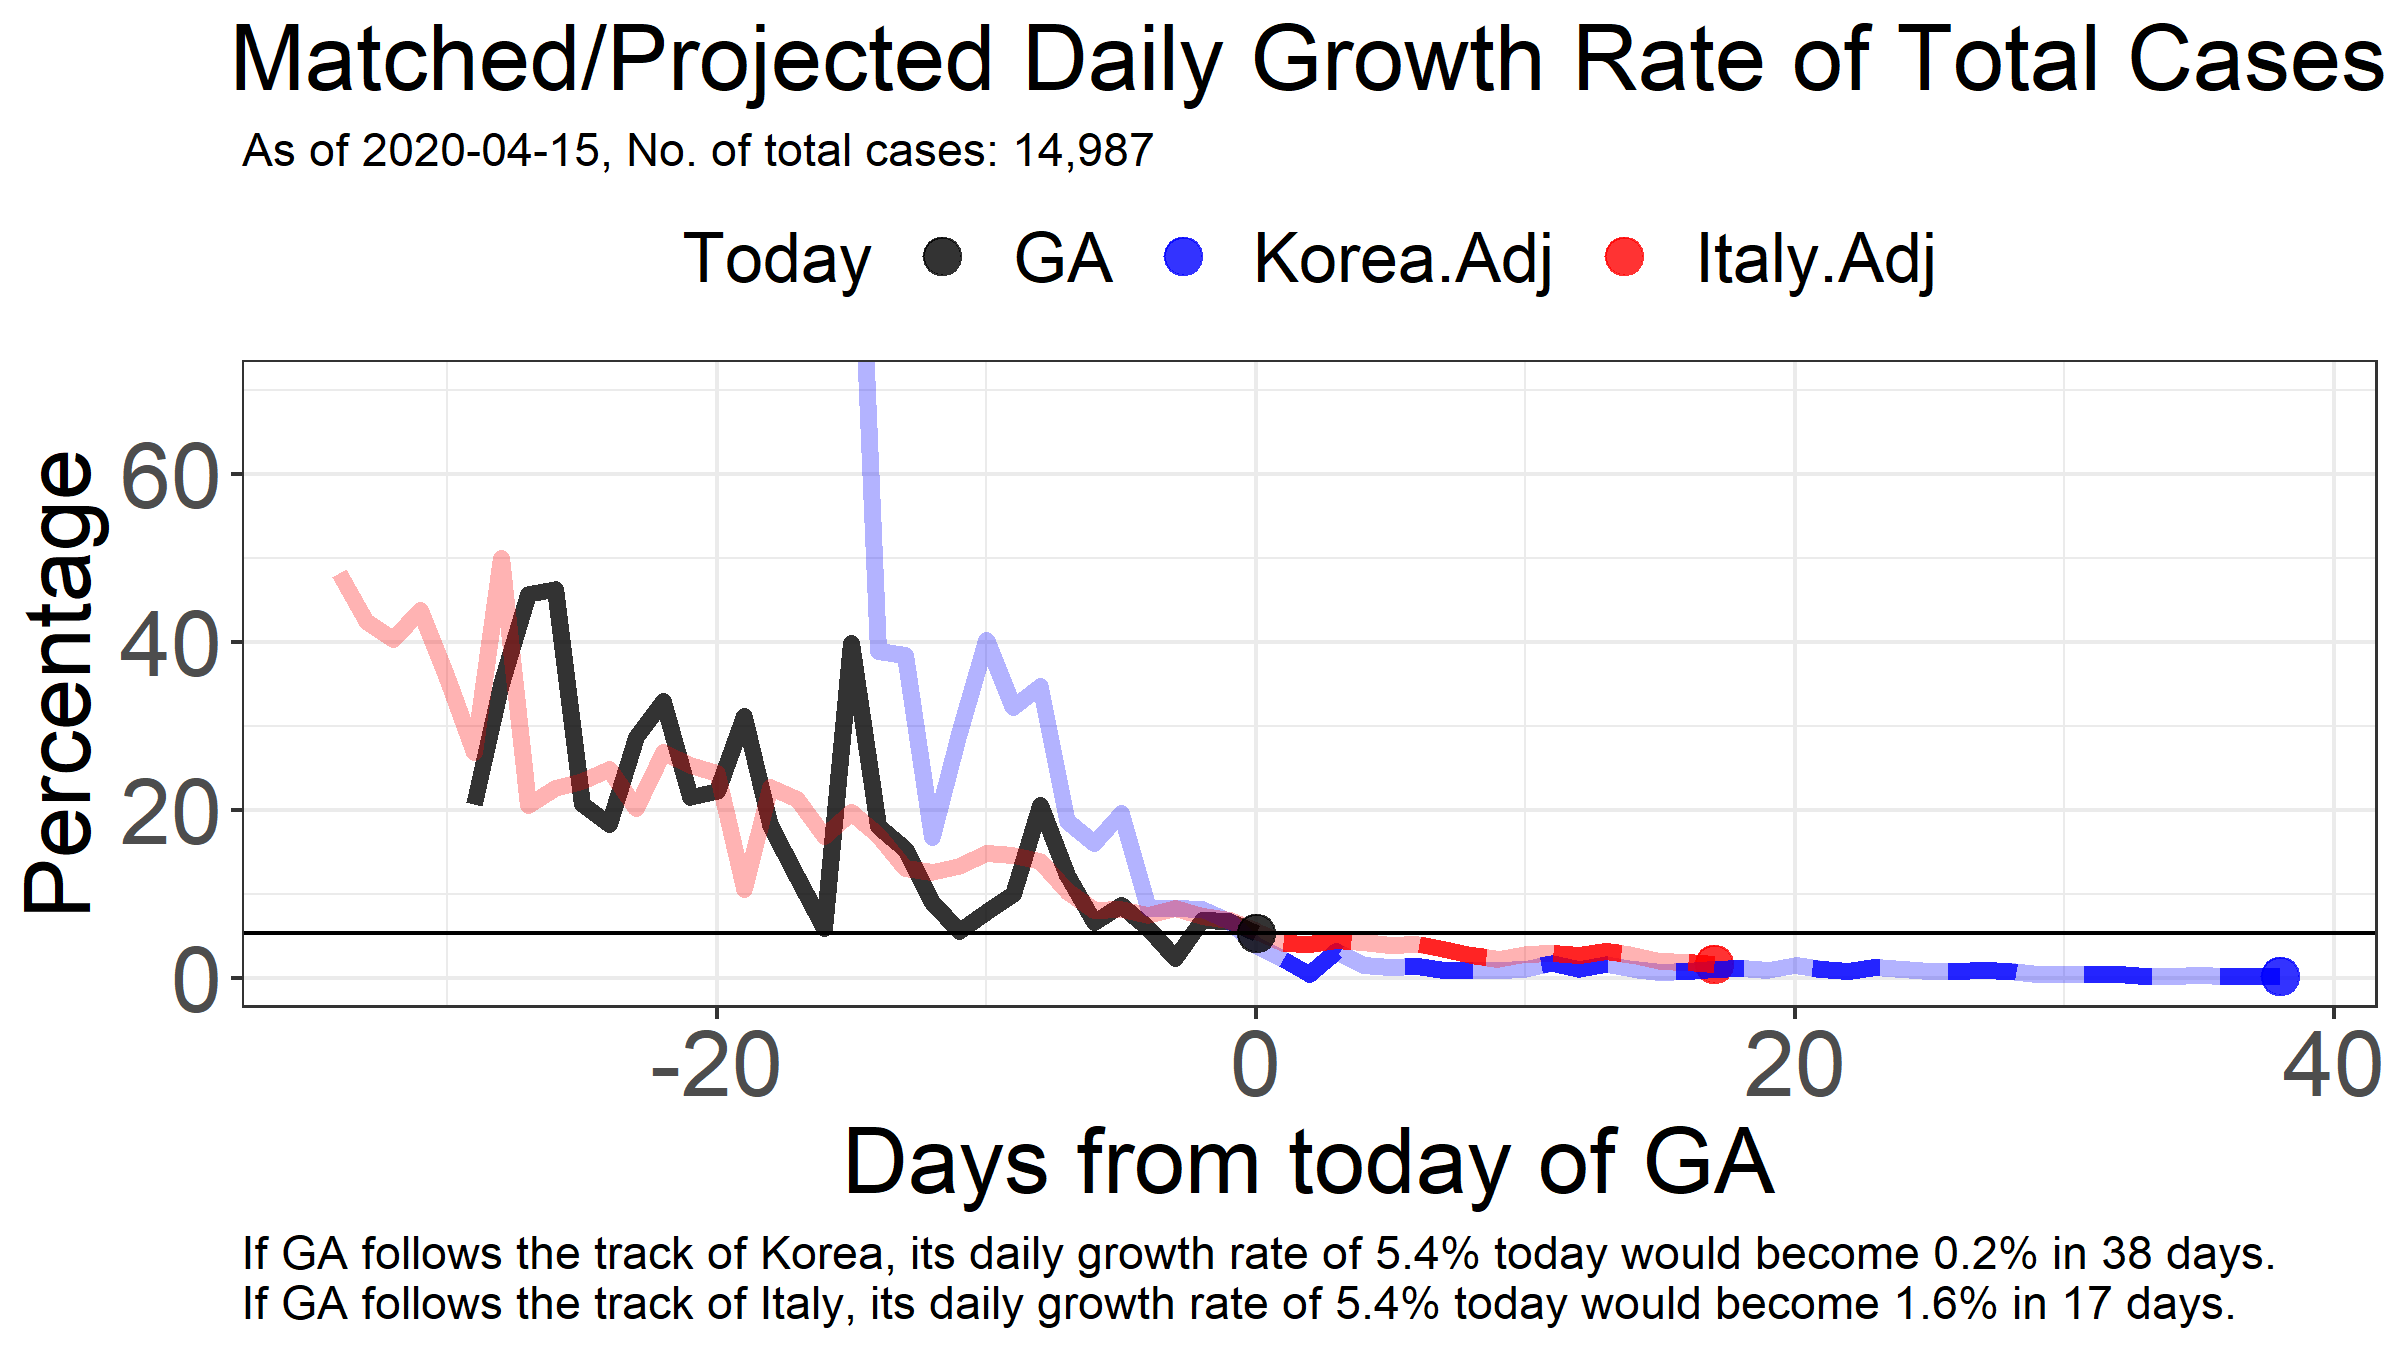 Matched/Projected Daily Growth Rate of Total Cases
As of 2020-04-15, No. of total cases: 14,987
Today GA Korea.Adj Italy.Adj
Percentage
60
40
20
0
-20 0 20 40
Days from today of GA
If GA follows the track of Korea, its daily growth rate of 5.4% today would become 0.2% in 38 days.
If GA follows the track of Italy, its daily growth rate of 5.4% today would become 1.6% in 17 days.